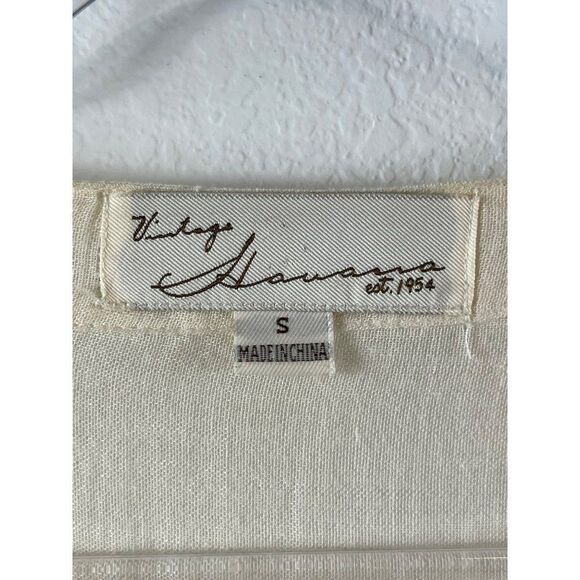 Vintage
Havana
est. 1954
S
MADE IN CHINA